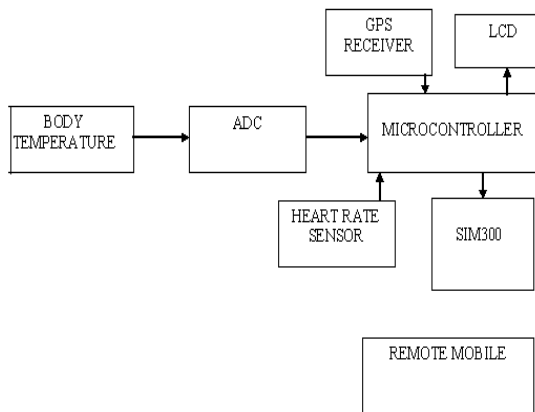 GPS
RECEIVER
LCD
BODY
TEMPERATURE
ADC
MICROCONTROLLER
HEART RATE
SENSOR
SIM300
REMOTE MOBILE